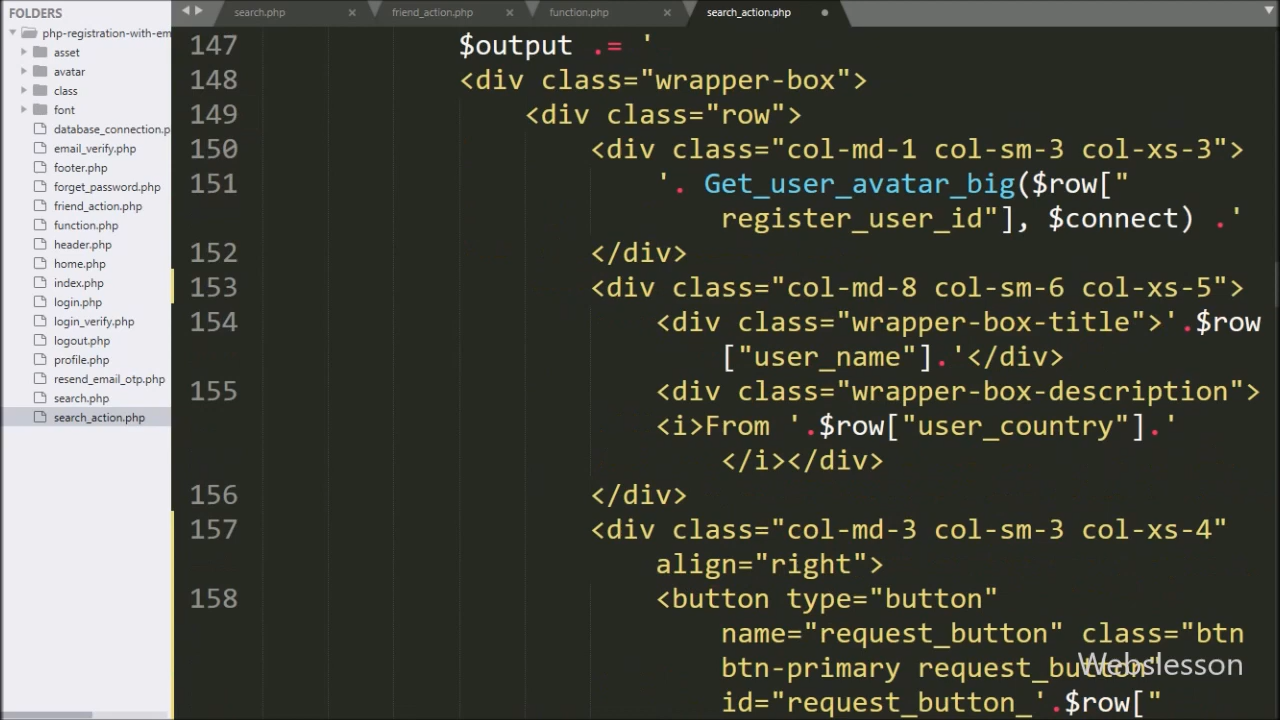 FOLDERS
php-registration-with-em
asset
avatar
class
font
database_connection.p
email_verify.php
footer.php
forget_password.php
friend_action.php
function.php
header.php
home.php
index.php
login.php
login_verify.php
logout.php
profile.php
resend_email_otp.php
search.php
search_action.php
search.php ×
friend_action.php ×
function.php ×
search_action.php
147 $output .= '
148 <div class="wrapper-box">
149 <div class="row">
150 <div class="col-md-1 col-sm-3 col-xs-3">
151 '. Get_user_avatar_big($row["
register_user_id"], $connect) .'
152 </div>
153 <div class="col-md-8 col-sm-6 col-xs-5">
154 <div class="wrapper-box-title">'.$row
["user_name"].'</div>
155 <div class="wrapper-box-description">
<i>From '.$row["user_country"].'
</i></div>
156 </div>
157 <div class="col-md-3 col-sm-3 col-xs-4"
align="right">
158 <button type="button"
name="request_button" class="btn
btn-primary request_button"
id="request_button_'.$row["
Webslesson